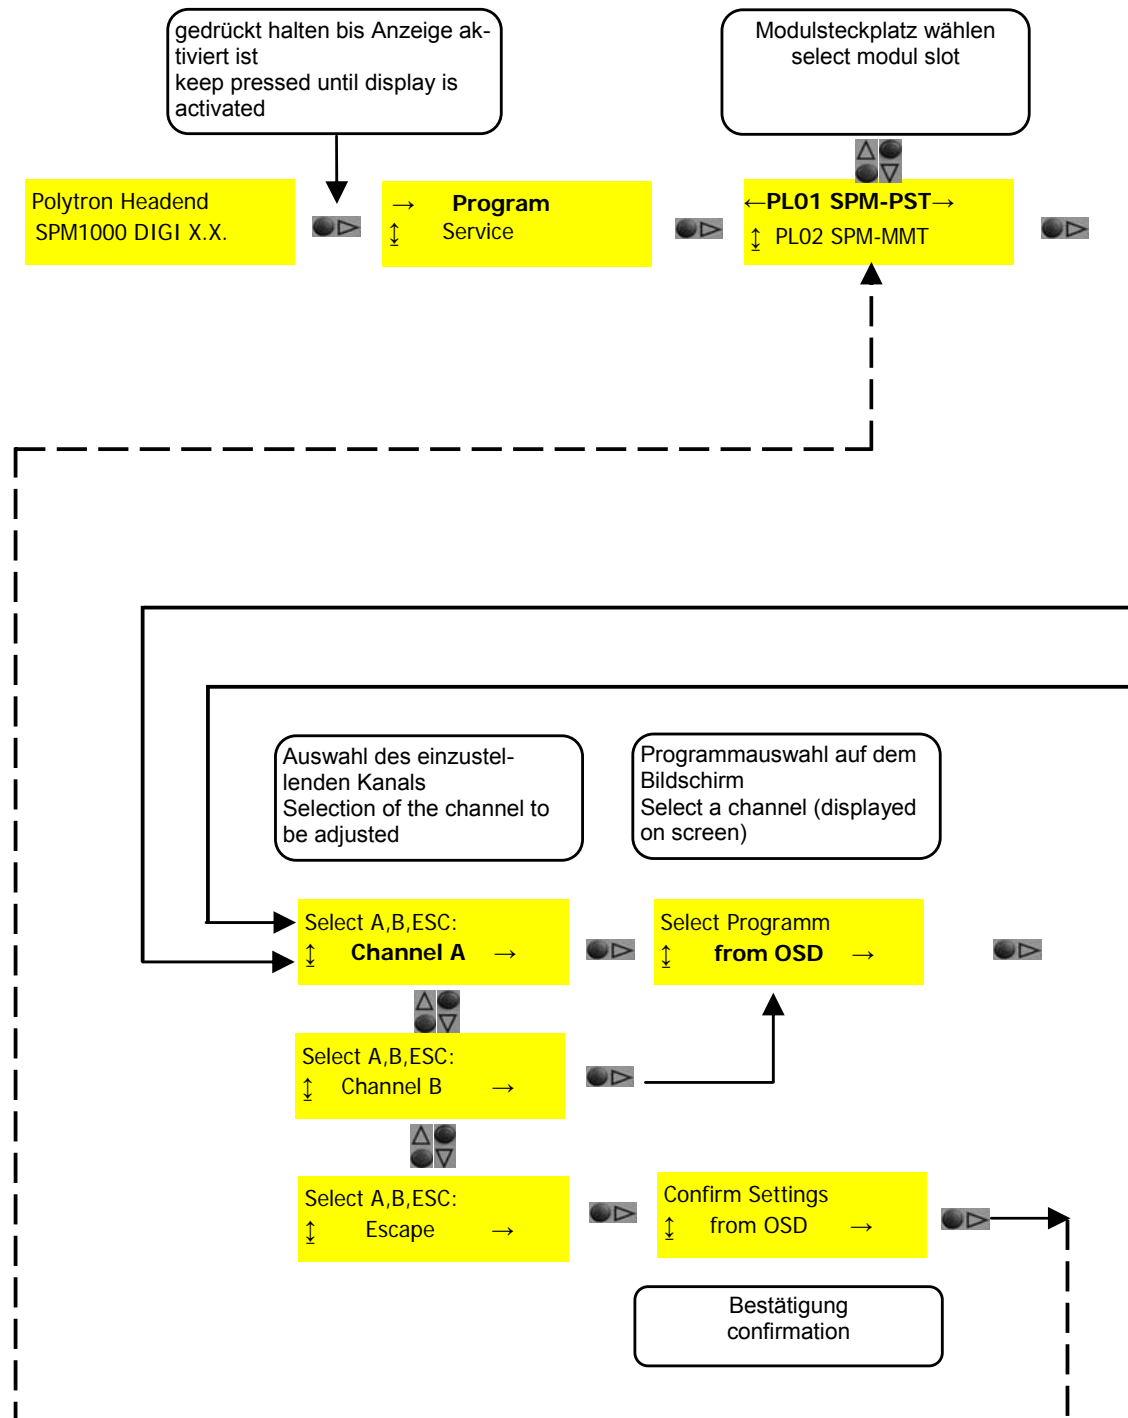 gedrückt halten bis Anzeige ak-
tiviert ist
keep pressed until display is
activated
Modulsteckplatz wählen
select modul slot
Polytron Headend
SPM1000 DIGI X.X.
→ Program
↕ Service
←PL01 SPM-PST→
↕ PL02 SPM-MMT
Auswahl des einzustel-
lenden Kanals
Selection of the channel to
be adjusted
Programmauswahl auf dem
Bildschirm
Select a channel (displayed
on screen)
Select A,B,ESC:
↕ Channel A →
Select Programm
↕ from OSD →
Select A,B,ESC:
↕ Channel B →
Select A,B,ESC:
↕ Escape →
Confirm Settings
↕ from OSD →
Bestätigung
confirmation